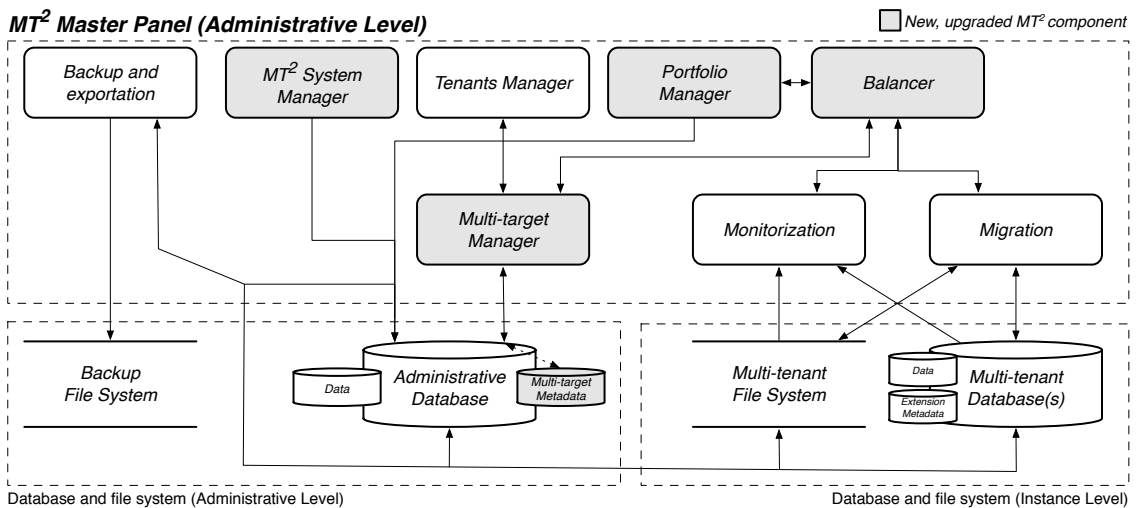 MT² Master Panel (Administrative Level)
New, upgraded MT² component
Backup and
exportation
MT² System
Manager
Tenants Manager
Portfolio
Manager
Balancer
Multi-target
Manager
Monitorization
Migration
Backup
File System
Data
Administrative
Database
Multi-target
Metadata
Multi-tenant
File System
Data
Extension
Metadata
Multi-tenant
Database(s)
Database and file system (Administrative Level)
Database and file system (Instance Level)